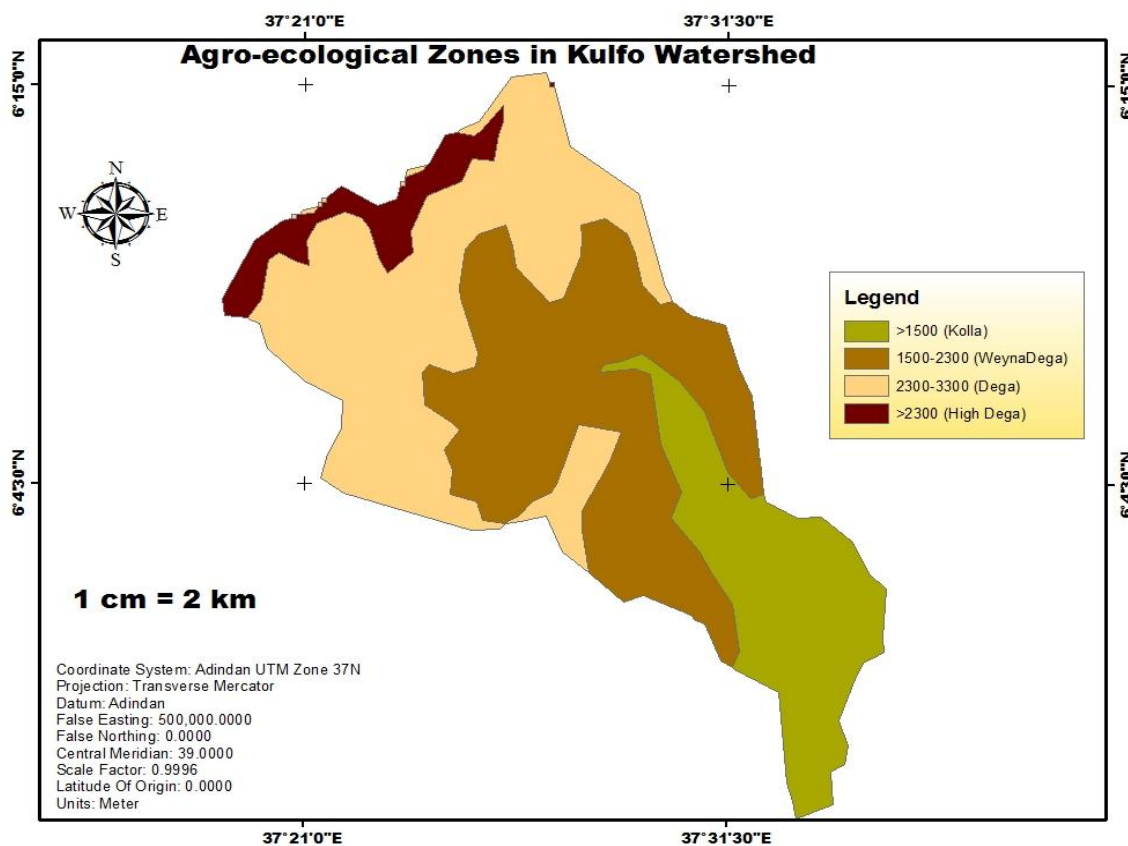 37°21'0"E
37°31'30"E
Agro-ecological Zones in Kulfo Watershed
6°15'0"N
6°15'0"N
N
W
E
S
Legend
>1500 (Kolla)
1500-2300 (WeynaDega)
2300-3300 (Dega)
>2300 (High Dega)
6°4'30"N
6°4'30"N
1 cm = 2 km
Coordinate System: Adindan UTM Zone 37N
Projection: Transverse Mercator
Datum: Adindan
False Easting: 500,000.0000
False Northing: 0.0000
Central Meridian: 39.0000
Scale Factor: 0.9996
Latitude Of Origin: 0.0000
Units: Meter
37°21'0"E
37°31'30"E